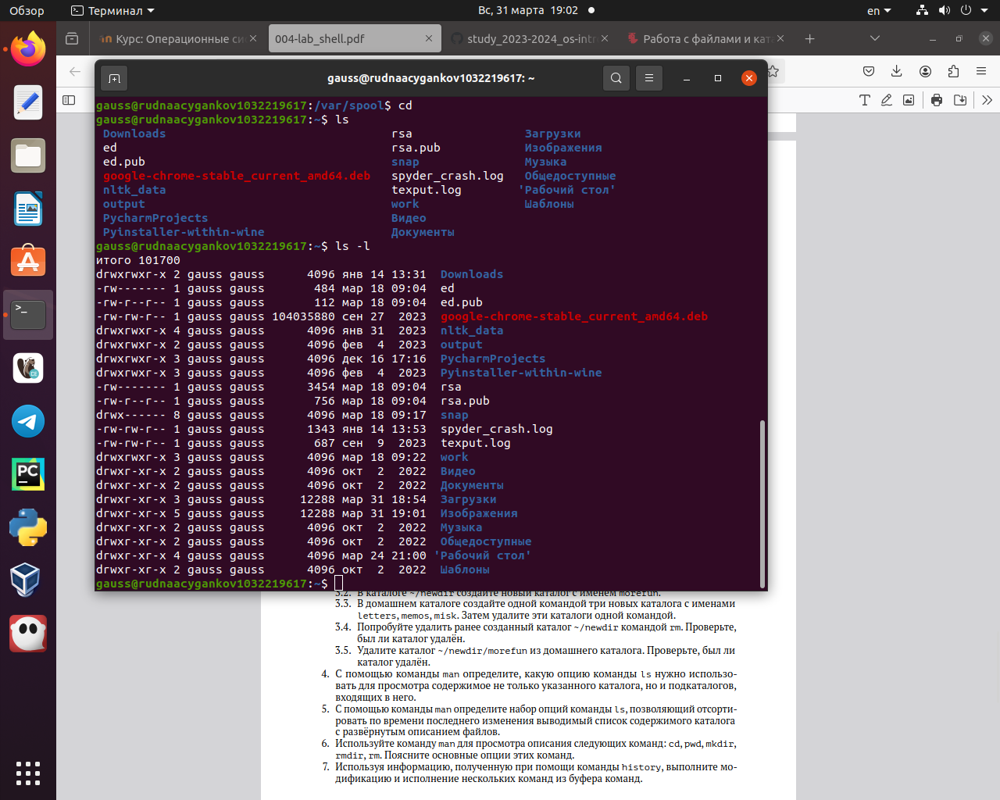 Обзор
Терминал
Вс, 31 марта 19:02
en
Курс: Операционные си
004-lab_shell.pdf
study_2023-2024_os-intr
Работа с файлами и ката
gauss@rudnaacygankov1032219617: ~
gauss@rudnaacygankov1032219617:/var/spool$ cd
gauss@rudnaacygankov1032219617:~$ ls
Downloads rsa Загрузки
ed rsa.pub Изображения
ed.pub snap Музыка
google-chrome-stable_current_amd64.deb spyder_crash.log Общедоступные
nltk_data texput.log 'Рабочий стол'
output work Шаблоны
PycharmProjects Видео
Pyinstaller-within-wine Документы
gauss@rudnaacygankov1032219617:~$ ls -l
итого 101700
drwxrwxr-x 2 gauss gauss 4096 янв 14 13:31 Downloads
-rw------- 1 gauss gauss 484 мар 18 09:04 ed
-rw-r--r-- 1 gauss gauss 112 мар 18 09:04 ed.pub
-rw-rw-r-- 1 gauss gauss 104035880 сен 27 2023 google-chrome-stable_current_amd64.deb
drwxrwxr-x 4 gauss gauss 4096 янв 31 2023 nltk_data
drwxrwxr-x 2 gauss gauss 4096 фев 4 2023 output
drwxrwxr-x 3 gauss gauss 4096 дек 16 17:16 PycharmProjects
drwxrwxr-x 3 gauss gauss 4096 фев 4 2023 Pyinstaller-within-wine
-rw------- 1 gauss gauss 3454 мар 18 09:04 rsa
-rw-r--r-- 1 gauss gauss 756 мар 18 09:04 rsa.pub
drwx------ 8 gauss gauss 4096 мар 18 09:17 snap
-rw-rw-r-- 1 gauss gauss 1343 янв 14 13:53 spyder_crash.log
-rw-rw-r-- 1 gauss gauss 687 сен 9 2023 texput.log
drwxrwxr-x 3 gauss gauss 4096 мар 18 09:22 work
drwxr-xr-x 2 gauss gauss 4096 окт 2 2022 Видео
drwxr-xr-x 2 gauss gauss 4096 окт 2 2022 Документы
drwxr-xr-x 3 gauss gauss 12288 мар 31 18:54 Загрузки
drwxr-xr-x 5 gauss gauss 12288 мар 31 19:01 Изображения
drwxr-xr-x 2 gauss gauss 4096 окт 2 2022 Музыка
drwxr-xr-x 2 gauss gauss 4096 окт 2 2022 Общедоступные
drwxr-xr-x 4 gauss gauss 4096 мар 24 21:00 'Рабочий стол'
drwxr-xr-x 2 gauss gauss 4096 окт 2 2022 Шаблоны
gauss@rudnaacygankov1032219617:~$
3.2. В каталоге ~/newdir создайте новый каталог с именем morefun.
3.3. В домашнем каталоге создайте одной командой три новых каталога с именами
letters, memos, misk. Затем удалите эти каталоги одной командой.
3.4. Попробуйте удалить ранее созданный каталог ~/newdir командой rm. Проверьте,
был ли каталог удалён.
3.5. Удалите каталог ~/newdir/morefun из домашнего каталога. Проверьте, был ли
каталог удалён.
4. С помощью команды man определите, какую опцию команды ls нужно использо-
вать для просмотра содержимое не только указанного каталога, но и подкаталогов,
входящих в него.
5. С помощью команды man определите набор опций команды ls, позволяющий отсорти-
ровать по времени последнего изменения выводимый список содержимого каталога
с развёрнутым описанием файлов.
6. Используйте команду man для просмотра описания следующих команд: cd, pwd, mkdir,
rmdir, rm. Поясните основные опции этих команд.
7. Используя информацию, полученную при помощи команды history, выполните мо-
дификацию и исполнение нескольких команд из буфера команд.